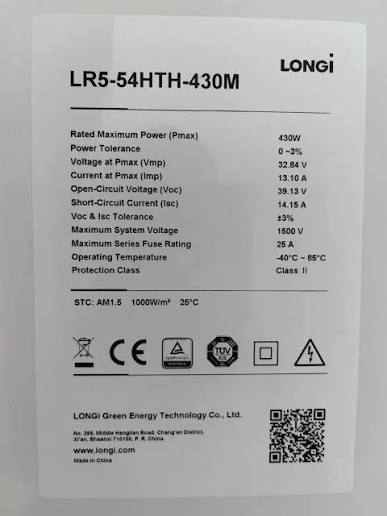 LONGi
LR5-54HTH-430M
Rated Maximum Power (Pmax) 430W
Power Tolerance 0 ~3%
Voltage at Pmax (Vmp) 32.84 V
Current at Pmax (Imp) 13.10 A
Open-Circuit Voltage (Voc) 39.13 V
Short-Circuit Current (Isc) 14.15 A
Voc & Isc Tolerance ±3%
Maximum System Voltage 1500 V
Maximum Series Fuse Rating 25 A
Operating Temperature -40°C ~ 85°C
Protection Class Class II
STC: AM1.5 1000W/m² 25°C
CE
TÜV
LONGi Green Energy Technology Co., Ltd.
No. 388, Middle Hangtian Road, Chang'an District,
Xi'an, Shaanxi 710100, P. R. China.
www.longi.com
Made in China